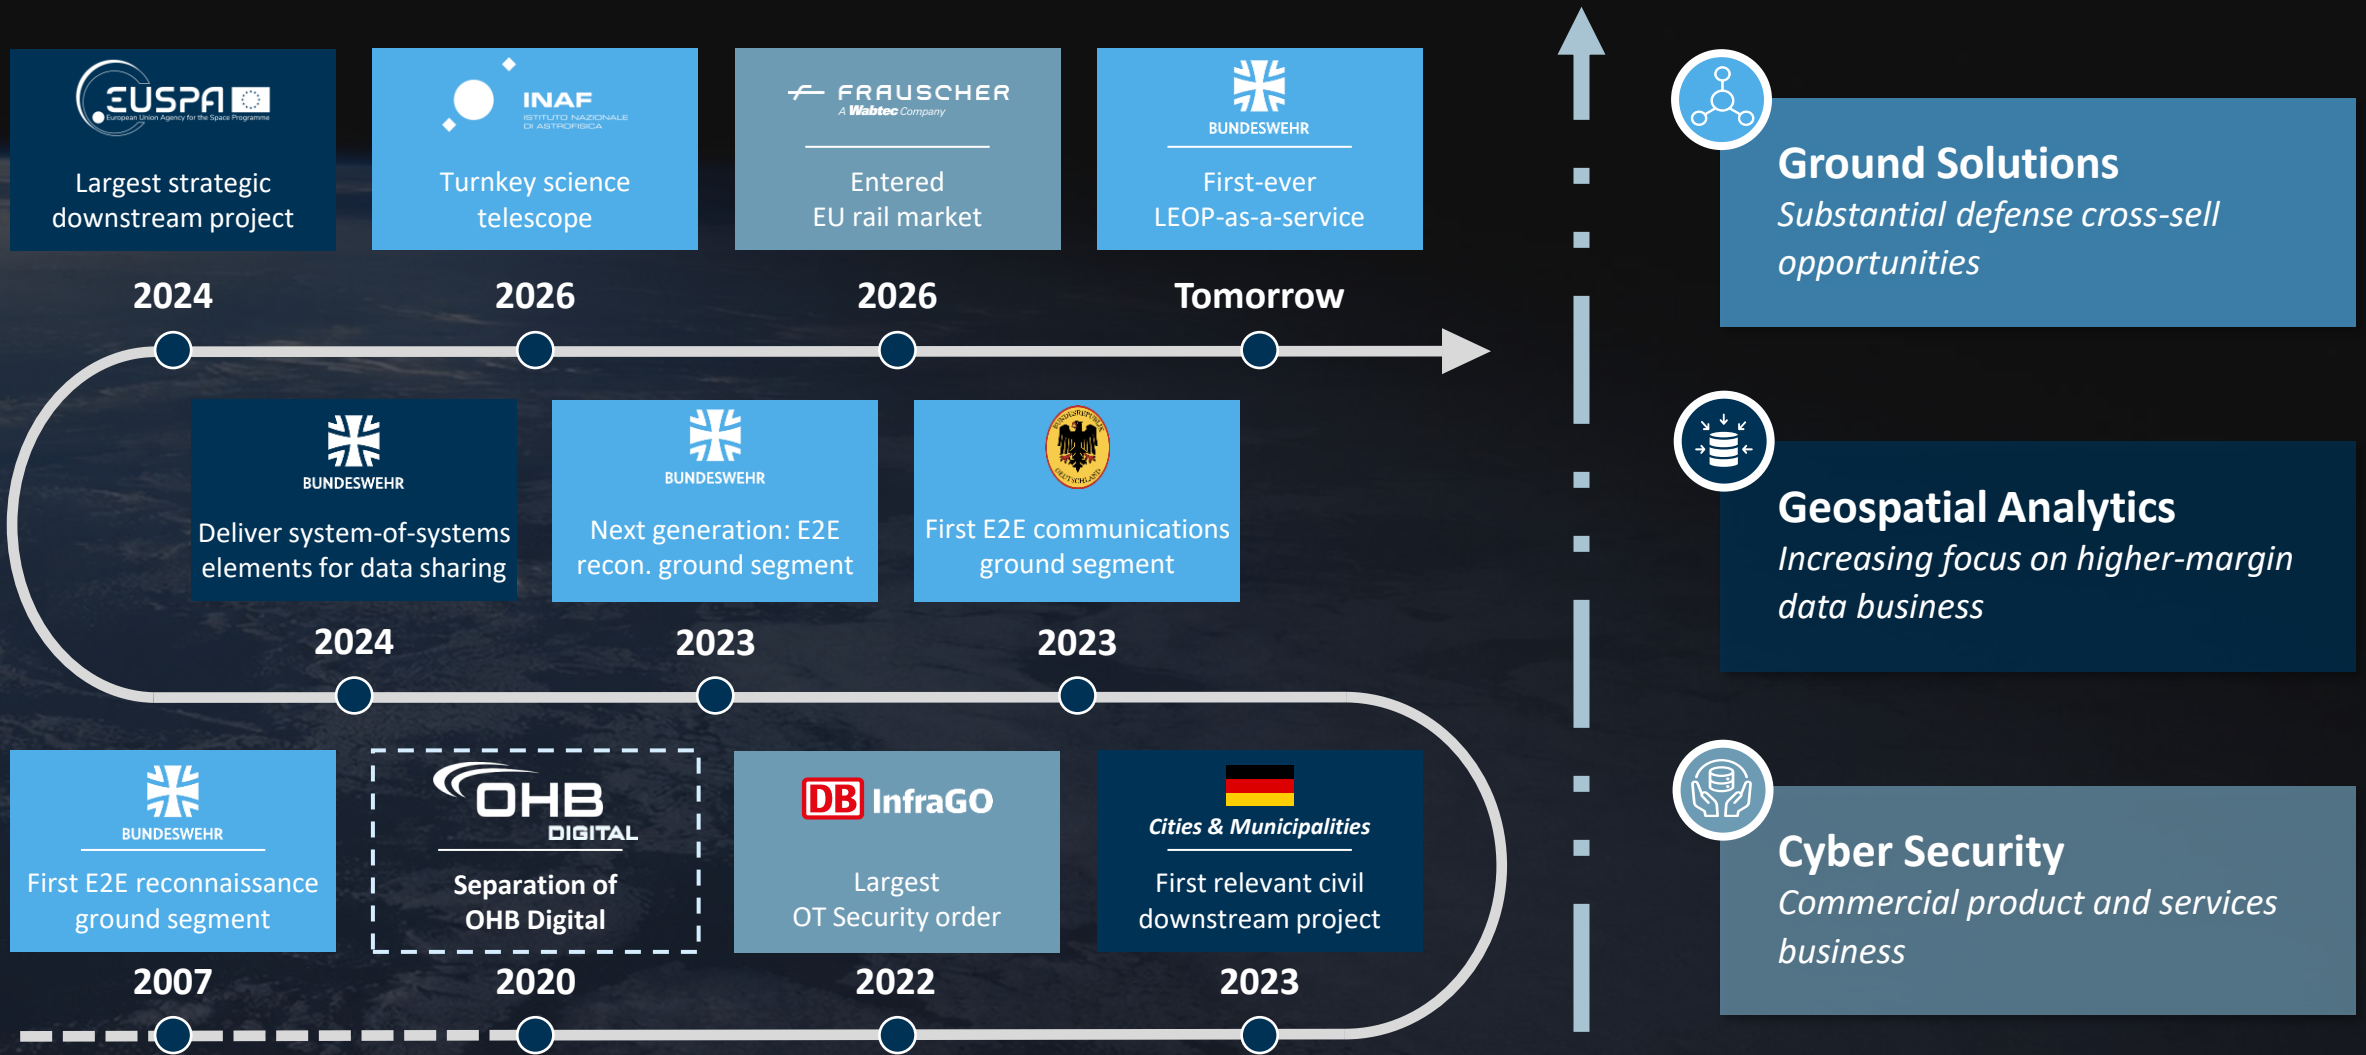 EUSPA
European Union Agency for the Space Programme
Largest strategic
downstream project
2024
INAF
ISTITUTO NAZIONALE
DI ASTROFISICA
Turnkey science
telescope
2026
FRAUSCHER
A Wabtec Company
Entered
EU rail market
2026
BUNDESWEHR
First-ever
LEOP-as-a-service
Tomorrow
BUNDESWEHR
Deliver system-of-systems
elements for data sharing
2024
BUNDESWEHR
Next generation: E2E
recon. ground segment
2023
BUNDESREPUBLIK
DEUTSCHLAND
First E2E communications
ground segment
2023
BUNDESWEHR
First E2E reconnaissance
ground segment
2007
OHB
DIGITAL
Separation of
OHB Digital
2020
DB InfraGO
Largest
OT Security order
2022
Cities & Municipalities
First relevant civil
downstream project
2023
Ground Solutions
Substantial defense cross-sell
opportunities
Geospatial Analytics
Increasing focus on higher-margin
data business
Cyber Security
Commercial product and services
business